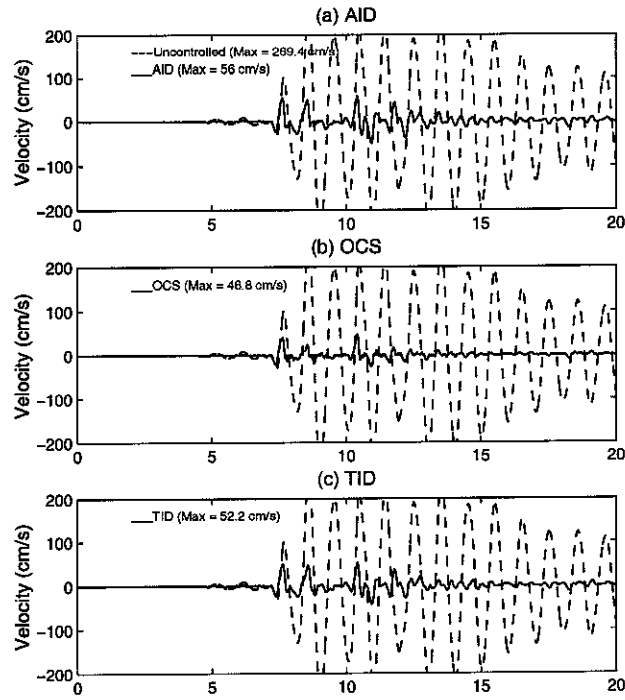 (a) AID
Velocity (cm/s)
200
100
0
−100
−200
Uncontrolled (Max = 269.4 cm/s)
AID (Max = 56 cm/s)
0 5 10 15 20
(b) OCS
Velocity (cm/s)
200
100
0
−100
−200
OCS (Max = 46.8 cm/s)
0 5 10 15 20
(c) TID
Velocity (cm/s)
200
100
0
−100
−200
TID (Max = 52.2 cm/s)
0 5 10 15 20